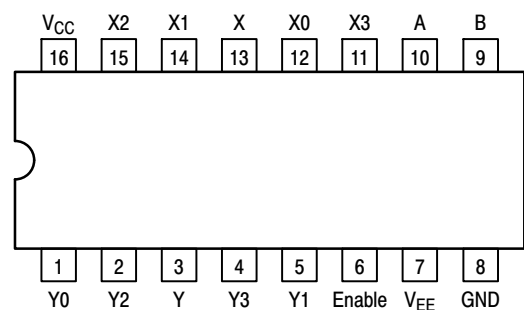 VCC X2 X1 X X0 X3 A B
16 15 14 13 12 11 10 9
1 2 3 4 5 6 7 8
Y0 Y2 Y Y3 Y1 Enable VEE GND